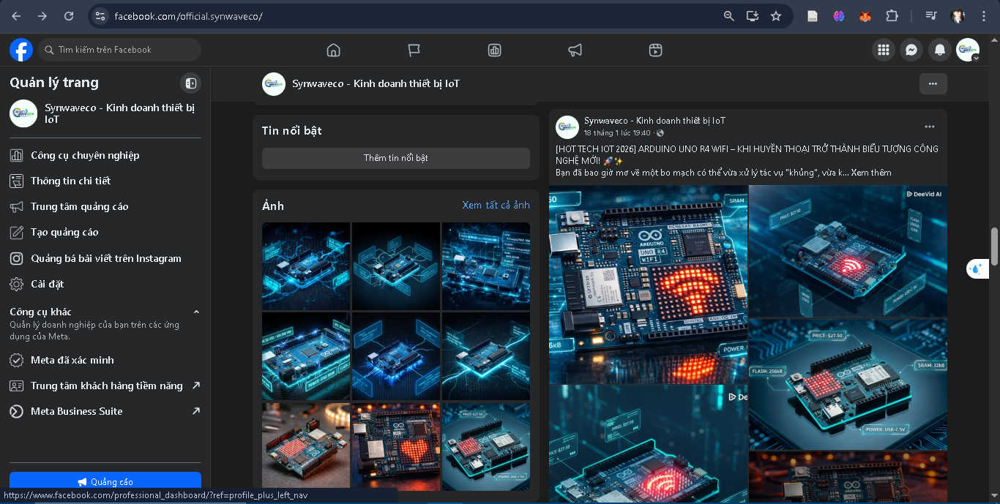 facebook.com/official.synwaveco/
Tìm kiếm trên Facebook
Quản lý trang
Synwaveco - Kinh doanh thiết bị
IoT
Công cụ chuyên nghiệp
Thông tin chi tiết
Trung tâm quảng cáo
Tạo quảng cáo
Quảng bá bài viết trên Instagram
Cài đặt
Công cụ khác
Quản lý doanh nghiệp của bạn trên các ứng
dụng của Meta.
Meta đã xác minh
Trung tâm khách hàng tiềm năng
Meta Business Suite
Quảng cáo
https://www.facebook.com/professional_dashboard/?ref=profile_plus_left_nav
Synwaveco - Kinh doanh thiết bị IoT
Tin nổi bật
Thêm tin nổi bật
Ảnh
Xem tất cả ảnh
Synwaveco - Kinh doanh thiết bị IoT
18 tháng 1 lúc 19:40
[HOT TECH IOT 2026] ARDUINO UNO R4 WIFI – KHI HUYỀN THOẠI TRỞ THÀNH BIỂU TƯỢNG CÔNG
NGHỆ MỚI! 🚀✨
Bạn đã bao giờ mơ về một bo mạch có thể vừa xử lý tác vụ "khủng", vừa k... Xem thêm
SRAM
ARDUINO
UNO R4
WIFI
DIGITAL ANALOG IN
POWER
DeeVid AI
PRICE: $27.50
FLASH
POWER: USB-C 5V
PRICE: $27.50
FLASH: 256kB
SRAM: 32kB
POWER: USB-C 5V
De
PRICE: $27.50